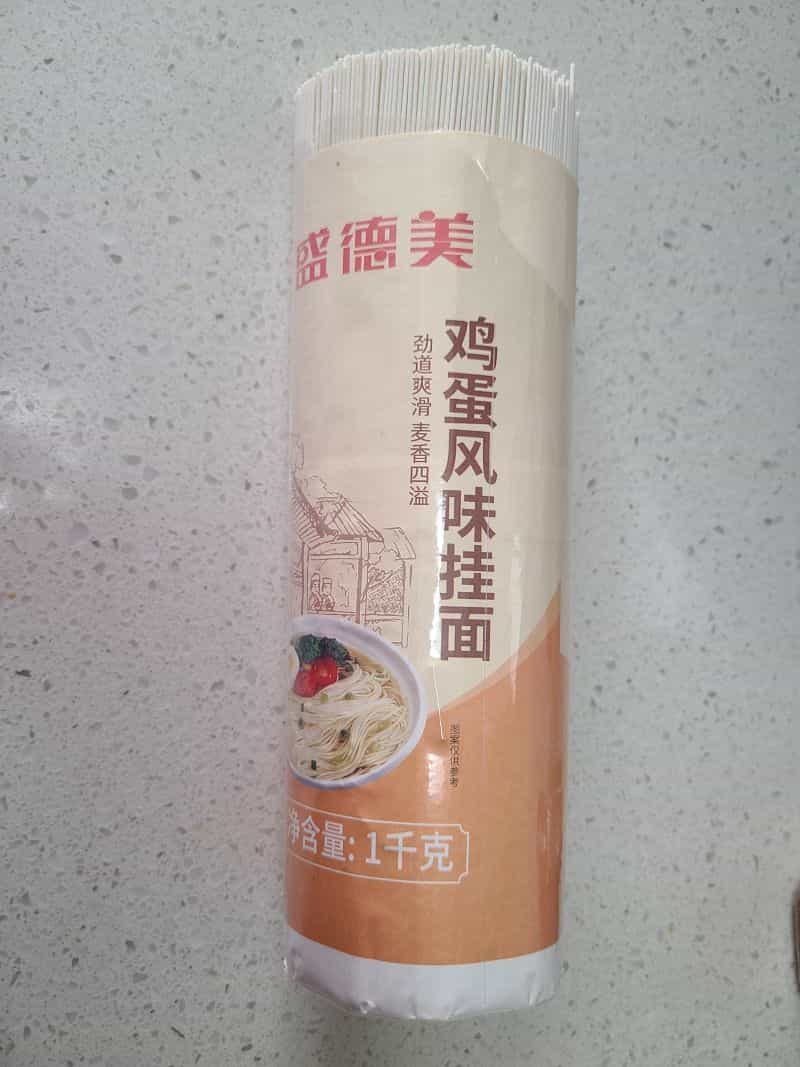 盛德美
鸡蛋风味挂面
劲道爽滑 麦香四溢
图案仅供参考
净含量: 1千克